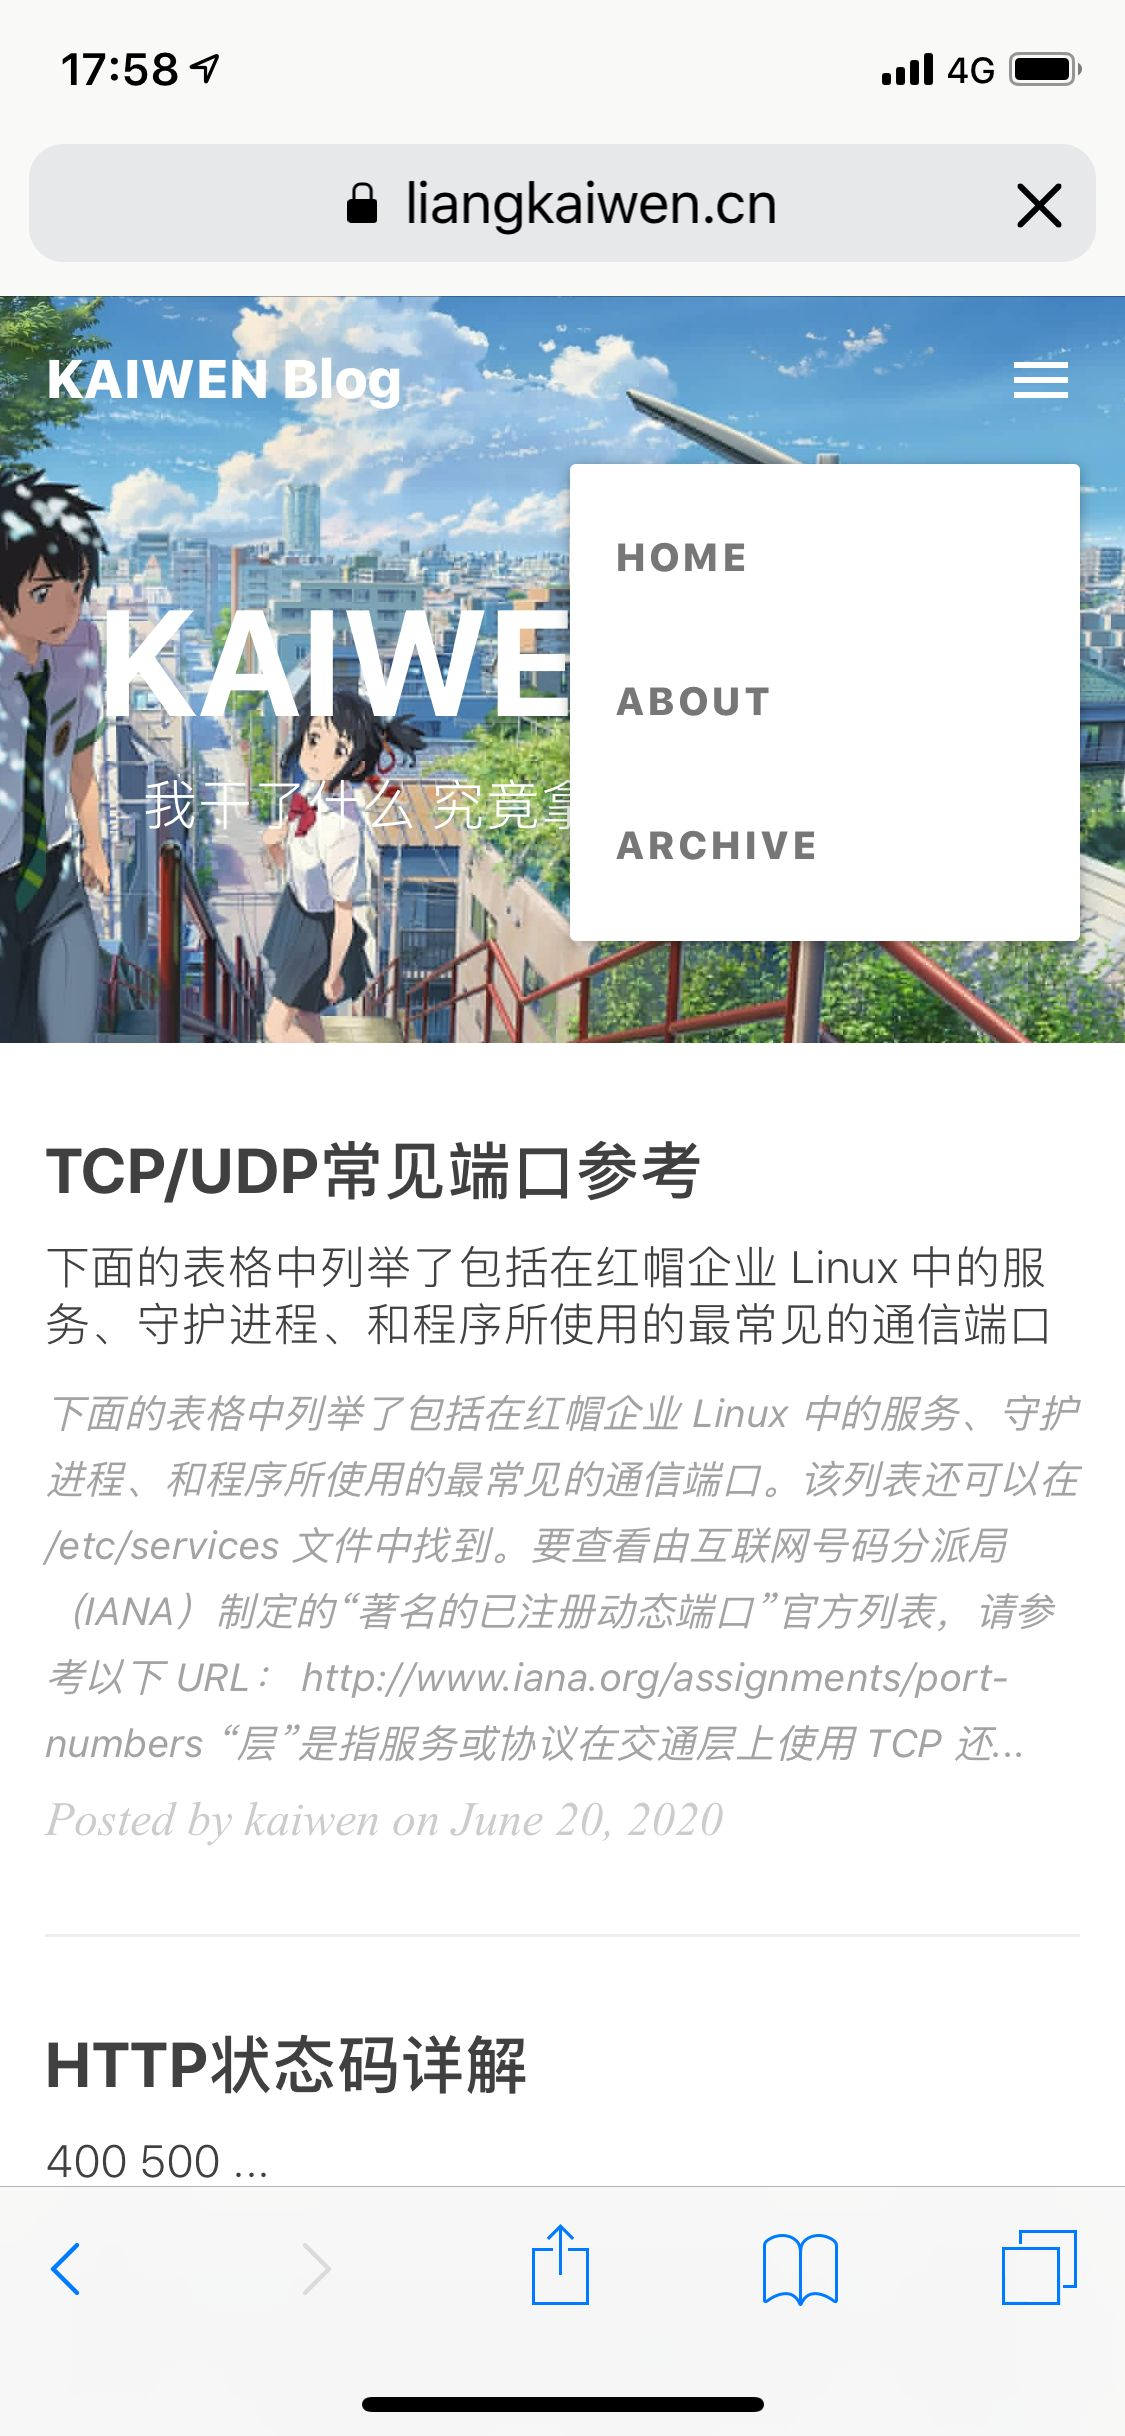 17:58
4G
liangkaiwen.cn
KAIWEN Blog
HOME
KAIWE
ABOUT
我干了什么 究竟拿
ARCHIVE
TCP/UDP常见端口参考
下面的表格中列举了包括在红帽企业 Linux 中的服
务、守护进程、和程序所使用的最常见的通信端口
下面的表格中列举了包括在红帽企业 Linux 中的服务、守护
进程、和程序所使用的最常见的通信端口。该列表还可以在
/etc/services 文件中找到。要查看由互联网号码分派局
（IANA）制定的“著名的已注册动态端口”官方列表，请参
考以下 URL： http://www.iana.org/assignments/port-
numbers “层”是指服务或协议在交通层上使用 TCP 还...
Posted by kaiwen on June 20, 2020
HTTP状态码详解
400 500 ...